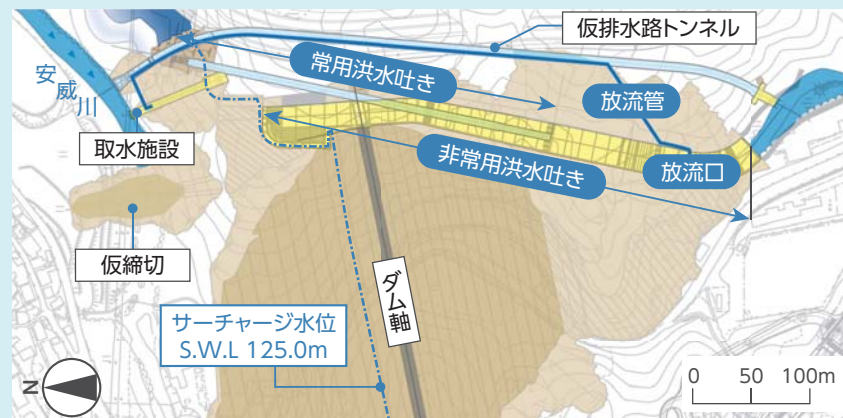 仮排水路トンネル
安威川
常用洪水吐き
放流管
取水施設
非常用洪水吐き
放流口
仮締切
ダム軸
サーチャージ水位
S.W.L 125.0m
N
0 50 100m